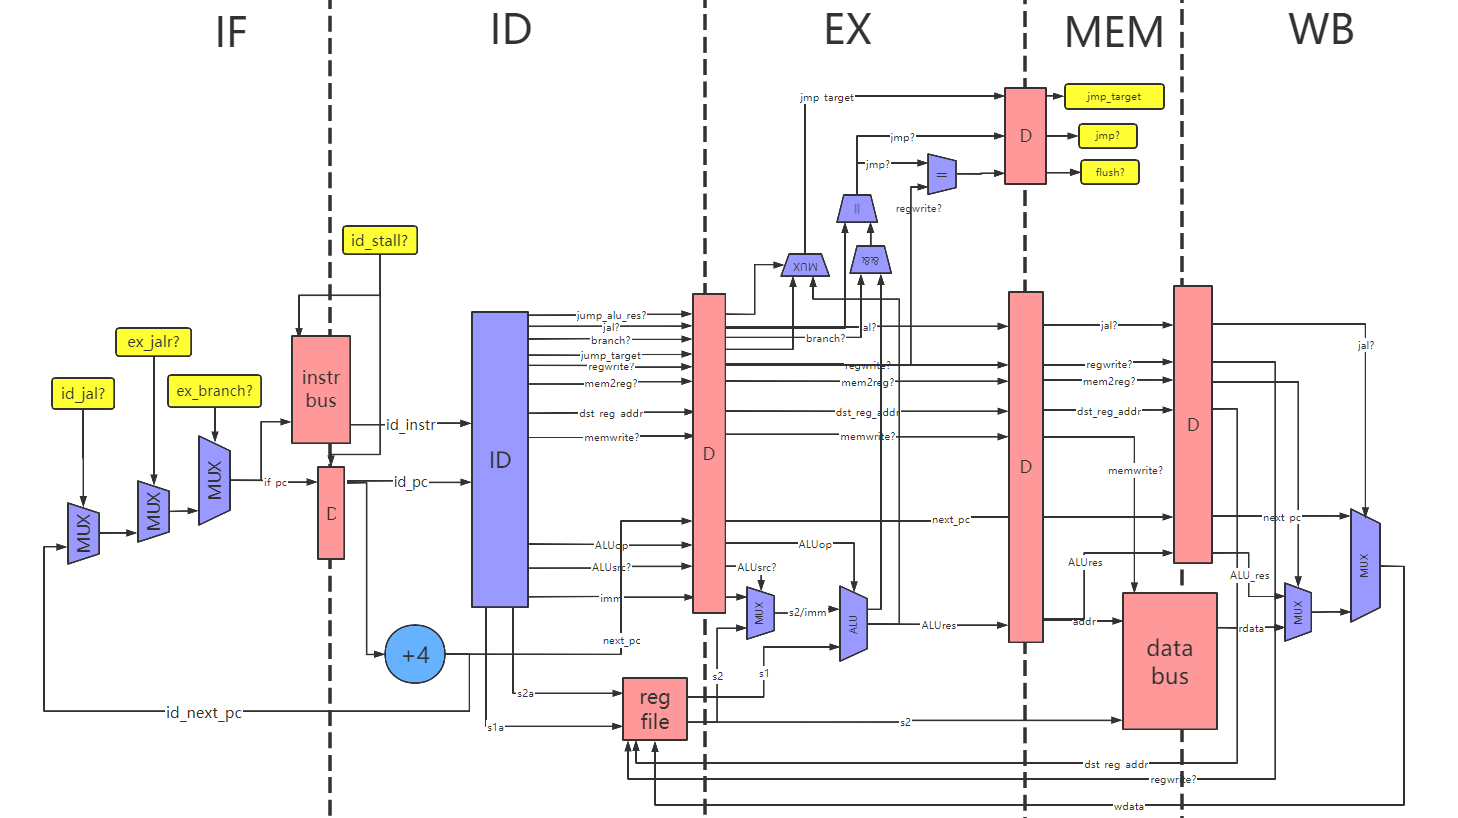 IF
ID
EX
MEM
WB
jmp target
jmp_target
jmp?
D
jmp?
jmp?
=
flush?
||
regwrite?
id_stall?
&&
MUX
jump_alu_res?
jal?
al?
jal?
jal?
branch?
branch?
ex_jalr?
jump_target
regwrite?
regwrite?
regwrite?
instr
bus
id_jal?
ex_branch?
mem2reg?
mem2reg?
mem2reg?
dst reg addr
dst_reg_addr
dst_reg_addr
id_instr
D
memwrite?
memwrite?
ID
D
D
memwrite?
MUX
if pc
id_pc
MUX
D
next_pc
next pc
MUX
ALUop
ALUop
ALUsrc?
ALUsrc?
ALUres
ALU_res
MUX
imm
MUX
s2/imm
ALU
MUX
ALUres
addr
rdata
next_pc
+4
data
bus
s2
s1
s2a
reg
file
id_next_pc
s1a
s2
dst reg addr
regwrite?
wdata